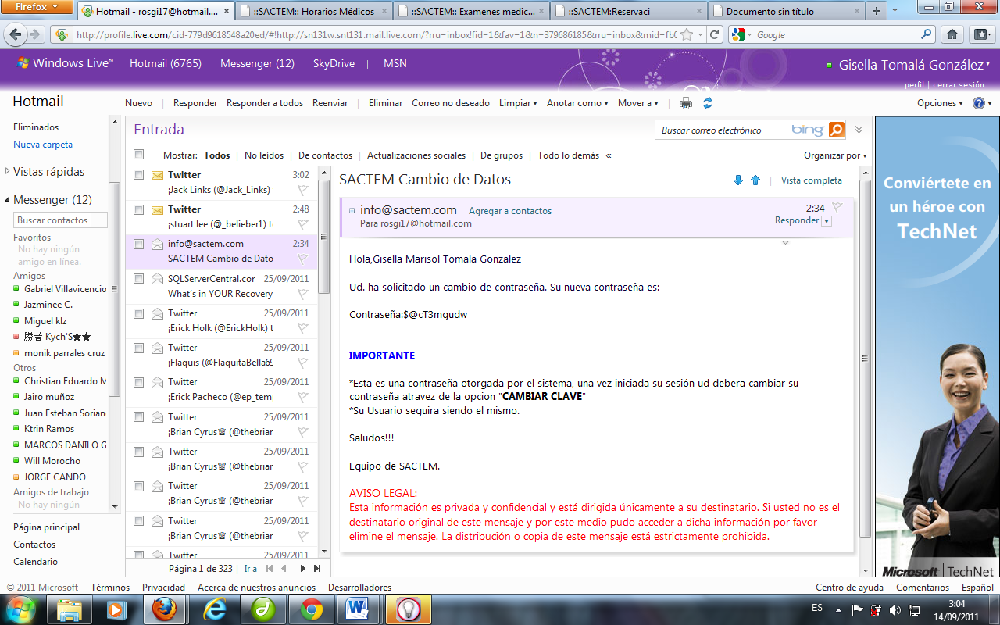 Firefox
Hotmail - rosgi17@hotmail....
::SACTEM:: Horarios Médicos
::SACTEM:: Examenes medic...
::SACTEM:Reservaci
Documento sin título
http://profile.live.com/cid-779d9618548a20ed/#!http://sn131w.snt131.mail.live.com/?rru=inbox!fid=1&fav=1&n=379686185&rru=inbox&mid=fb0
Google
Windows Live™
Hotmail (6765)
Messenger (12)
SkyDrive
MSN
Gisella Tomalá González
perfil | cerrar sesión
Hotmail
Nuevo | Responder Responder a todos Reenviar | Eliminar Correo no deseado Limpiar Anotar como Mover a
Opciones
Eliminados
Nueva carpeta
Vistas rápidas
Messenger (12)
Buscar contactos
Favoritos
No hay ningún
amigo en línea.
Amigos
Gabriel Villavicencio
Jazminee C.
Miguel klz
勝者 Kych'S★★
monik parrales cruz
Otros
Christian Eduardo M
Jairo muñoz
Juan Esteban Sorian
Ktrin Ramos
MARCOS DANILO G
Will Morocho
JORGE CANDO
Amigos de trabajo
No hay ningún
Página principal
Contactos
Calendario
Entrada
Buscar correo electrónico bing
Mostrar: Todos | No leídos | De contactos | Actualizaciones sociales | De grupos | Todo lo demás «
Organizar por
Twitter 3:02
¡Jack Links (@Jack_Links)
Twitter 2:48
¡stuart lee (@_belieber1) t
info@sactem.com 2:34
SACTEM Cambio de Dato
SQLServerCentral.cor 25/09/2011
What's in YOUR Recovery
Twitter 25/09/2011
¡Erick Holk (@ErickHolk) t
Twitter 25/09/2011
¡Flaquis (@FlaquitaBella69
Twitter 25/09/2011
¡Erick Pacheco (@ep_temp
Twitter 25/09/2011
¡Brian Cyrus♛ (@thebrian
Twitter 25/09/2011
¡Brian Cyrus♛ (@thebrian
Twitter 25/09/2011
¡Brian Cyrus♛ (@thebrian
Twitter 25/09/2011
¡Brian Cyrus♛ (@thebrian
Twitter 25/09/2011
Página 1 de 323 | Ir a
SACTEM Cambio de Datos
Vista completa
info@sactem.com Agregar a contactos 2:34
Para rosgi17@hotmail.com
Responder
Hola,Gisella Marisol Tomala Gonzalez
Ud. ha solicitado un cambio de contraseña. Su nueva contraseña es:
Contraseña:$@cT3mgudw
IMPORTANTE
*Esta es una contraseña otorgada por el sistema, una vez iniciada su sesión ud debera cambiar su
contraseña atravez de la opcion "CAMBIAR CLAVE"
*Su Usuario seguira siendo el mismo.
Saludos!!!
Equipo de SACTEM.
AVISO LEGAL:
Esta información es privada y confidencial y está dirigida únicamente a su destinatario. Si usted no es el
destinatario original de este mensaje y por este medio pudo acceder a dicha información por favor
elimine el mensaje. La distribución o copia de este mensaje está estrictamente prohibida.
Conviértete en
un héroe con
TechNet
Microsoft | TechNet
© 2011 Microsoft Términos Privacidad Acerca de nuestros anuncios Desarrolladores
Centro de ayuda Comentarios Español
ES
3:04
14/09/2011